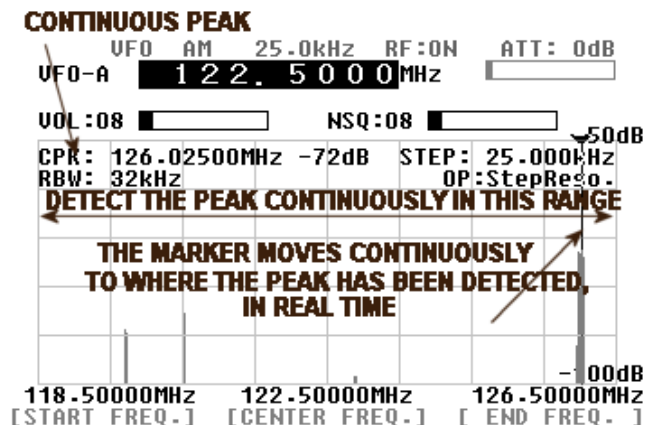 CONTINUOUS PEAK
VFO AM 25.0kHz RF:ON ATT: 0dB
VFO-A 122.5000MHz
VOL:08 NSQ:08
-50dB
CPK: 126.02500MHz -72dB STEP: 25.000kHz
RBW: 32kHz OP:StepReso.
DETECT THE PEAK CONTINUOUSLY IN THIS RANGE
THE MARKER MOVES CONTINUOUSLY
TO WHERE THE PEAK HAS BEEN DETECTED,
IN REAL TIME
-100dB
118.50000MHz 122.50000MHz 126.50000MHz
[START FREQ.] [CENTER FREQ.] [ END FREQ. ]